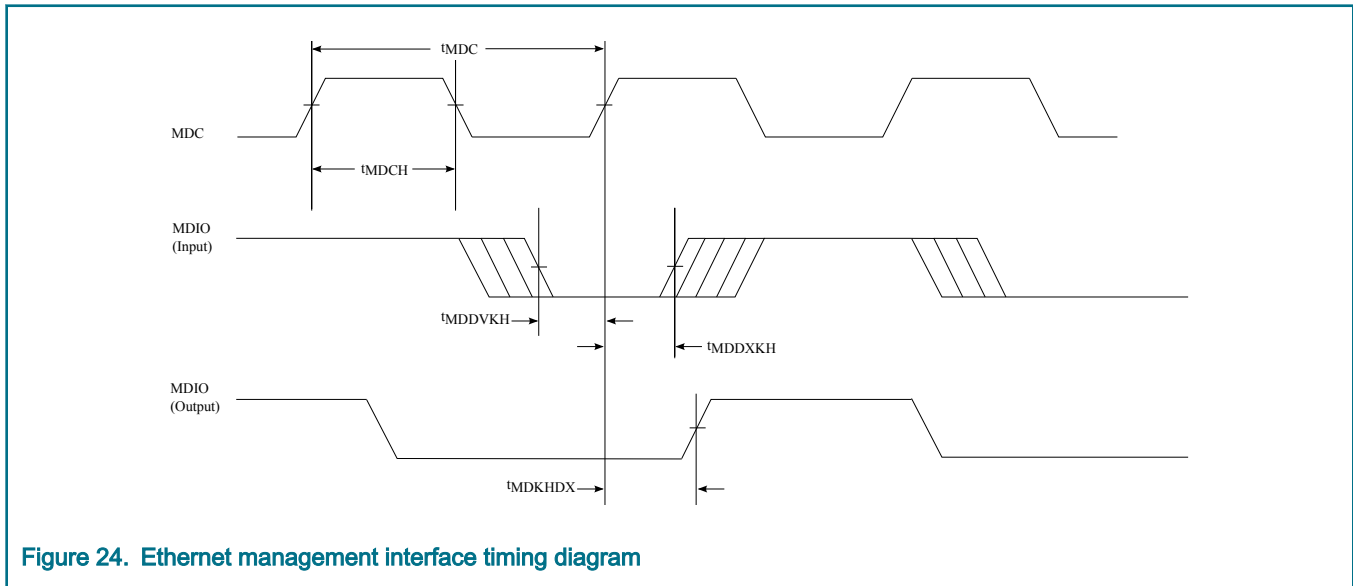 tMDC
MDC
tMDCH
MDIO
(Input)
tMDDVKH
tMDDXKH
MDIO
(Output)
tMDKHDX
Figure 24. Ethernet management interface timing diagram